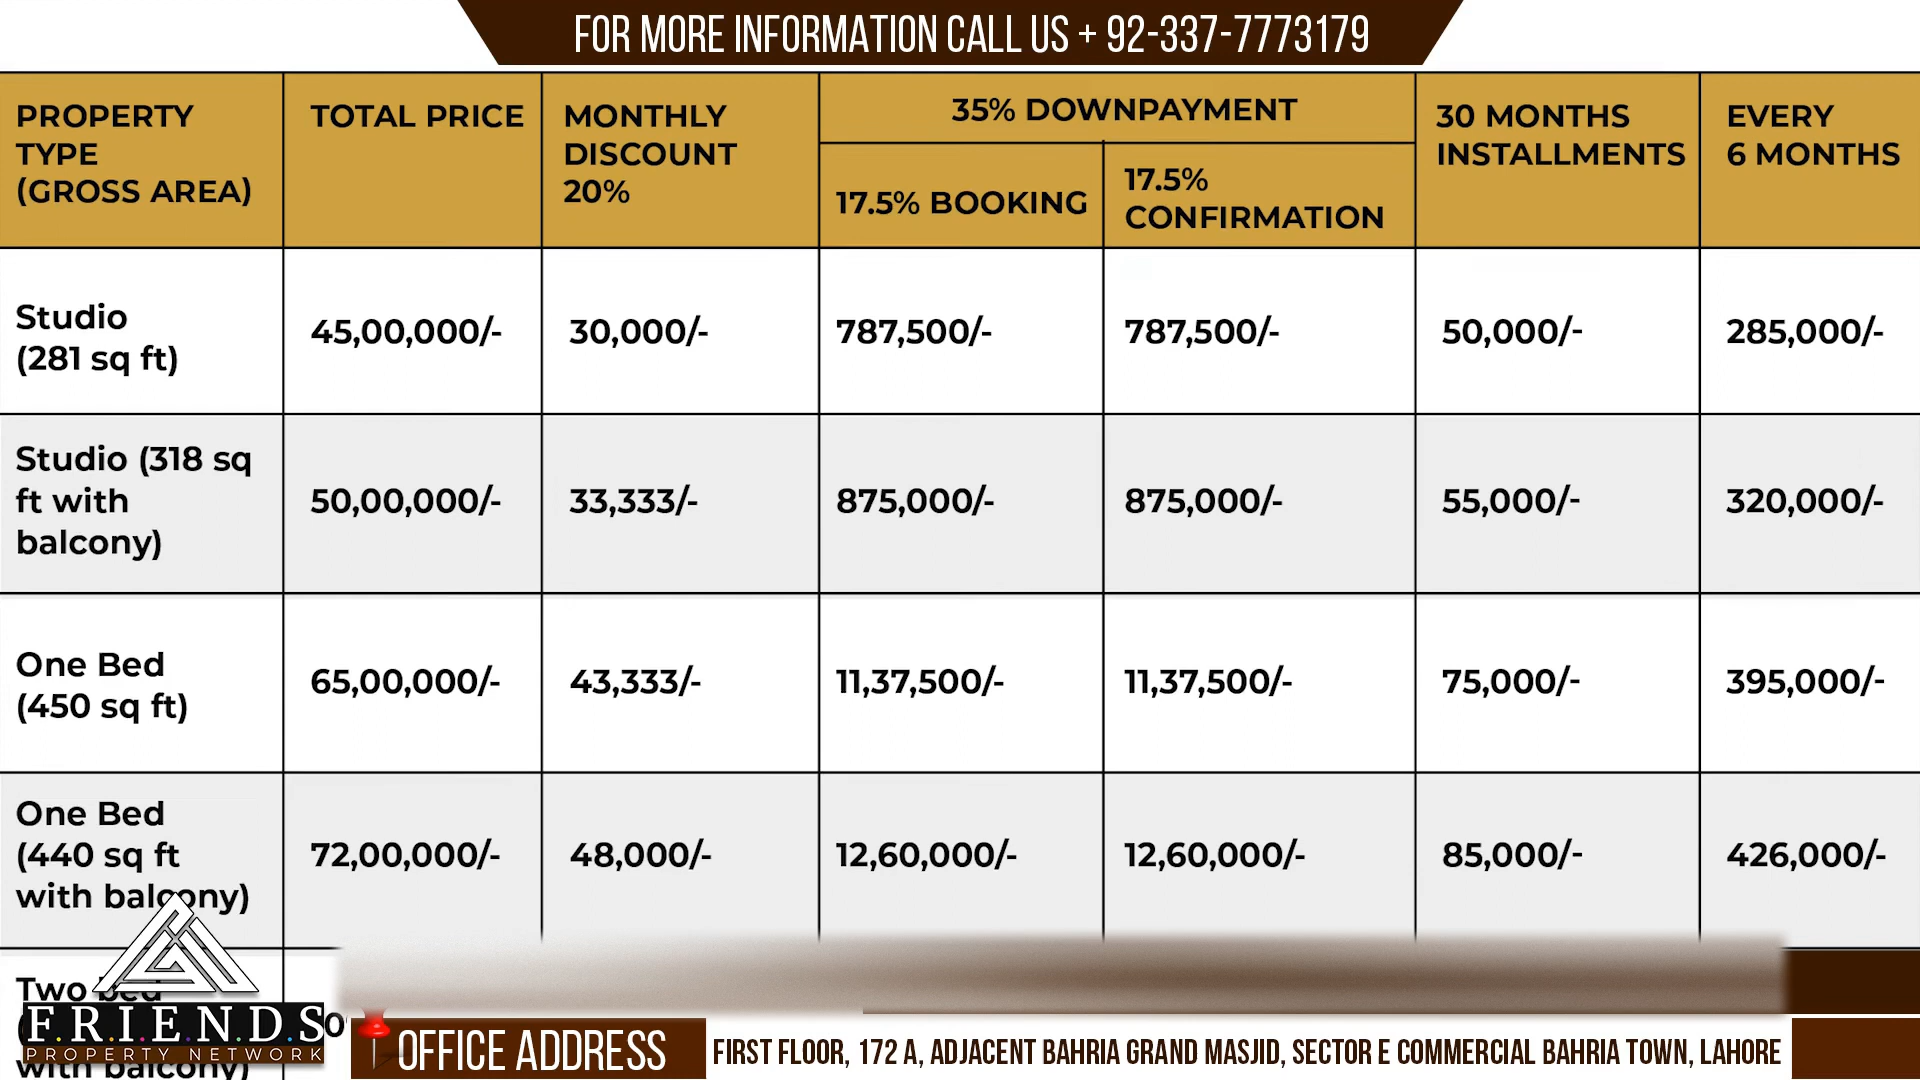 FOR MORE INFORMATION CALL US + 92-337-7773179
PROPERTY
TYPE
(GROSS AREA)
TOTAL PRICE
MONTHLY
DISCOUNT
20%
35% DOWNPAYMENT
17.5% BOOKING
17.5%
CONFIRMATION
30 MONTHS
INSTALLMENTS
EVERY
6 MONTHS
Studio
(281 sq ft)
45,00,000/-
30,000/-
787,500/-
787,500/-
50,000/-
285,000/-
Studio (318 sq
ft with
balcony)
50,00,000/-
33,333/-
875,000/-
875,000/-
55,000/-
320,000/-
One Bed
(450 sq ft)
65,00,000/-
43,333/-
11,37,500/-
11,37,500/-
75,000/-
395,000/-
One Bed
(440 sq ft
with balcony)
72,00,000/-
48,000/-
12,60,000/-
12,60,000/-
85,000/-
426,000/-
Two bed
with balcony)
F.R.I.E.N.D.S
PROPERTY NETWORK
OFFICE ADDRESS
FIRST FLOOR, 172 A, ADJACENT BAHRIA GRAND MASJID, SECTOR E COMMERCIAL BAHRIA TOWN, LAHORE